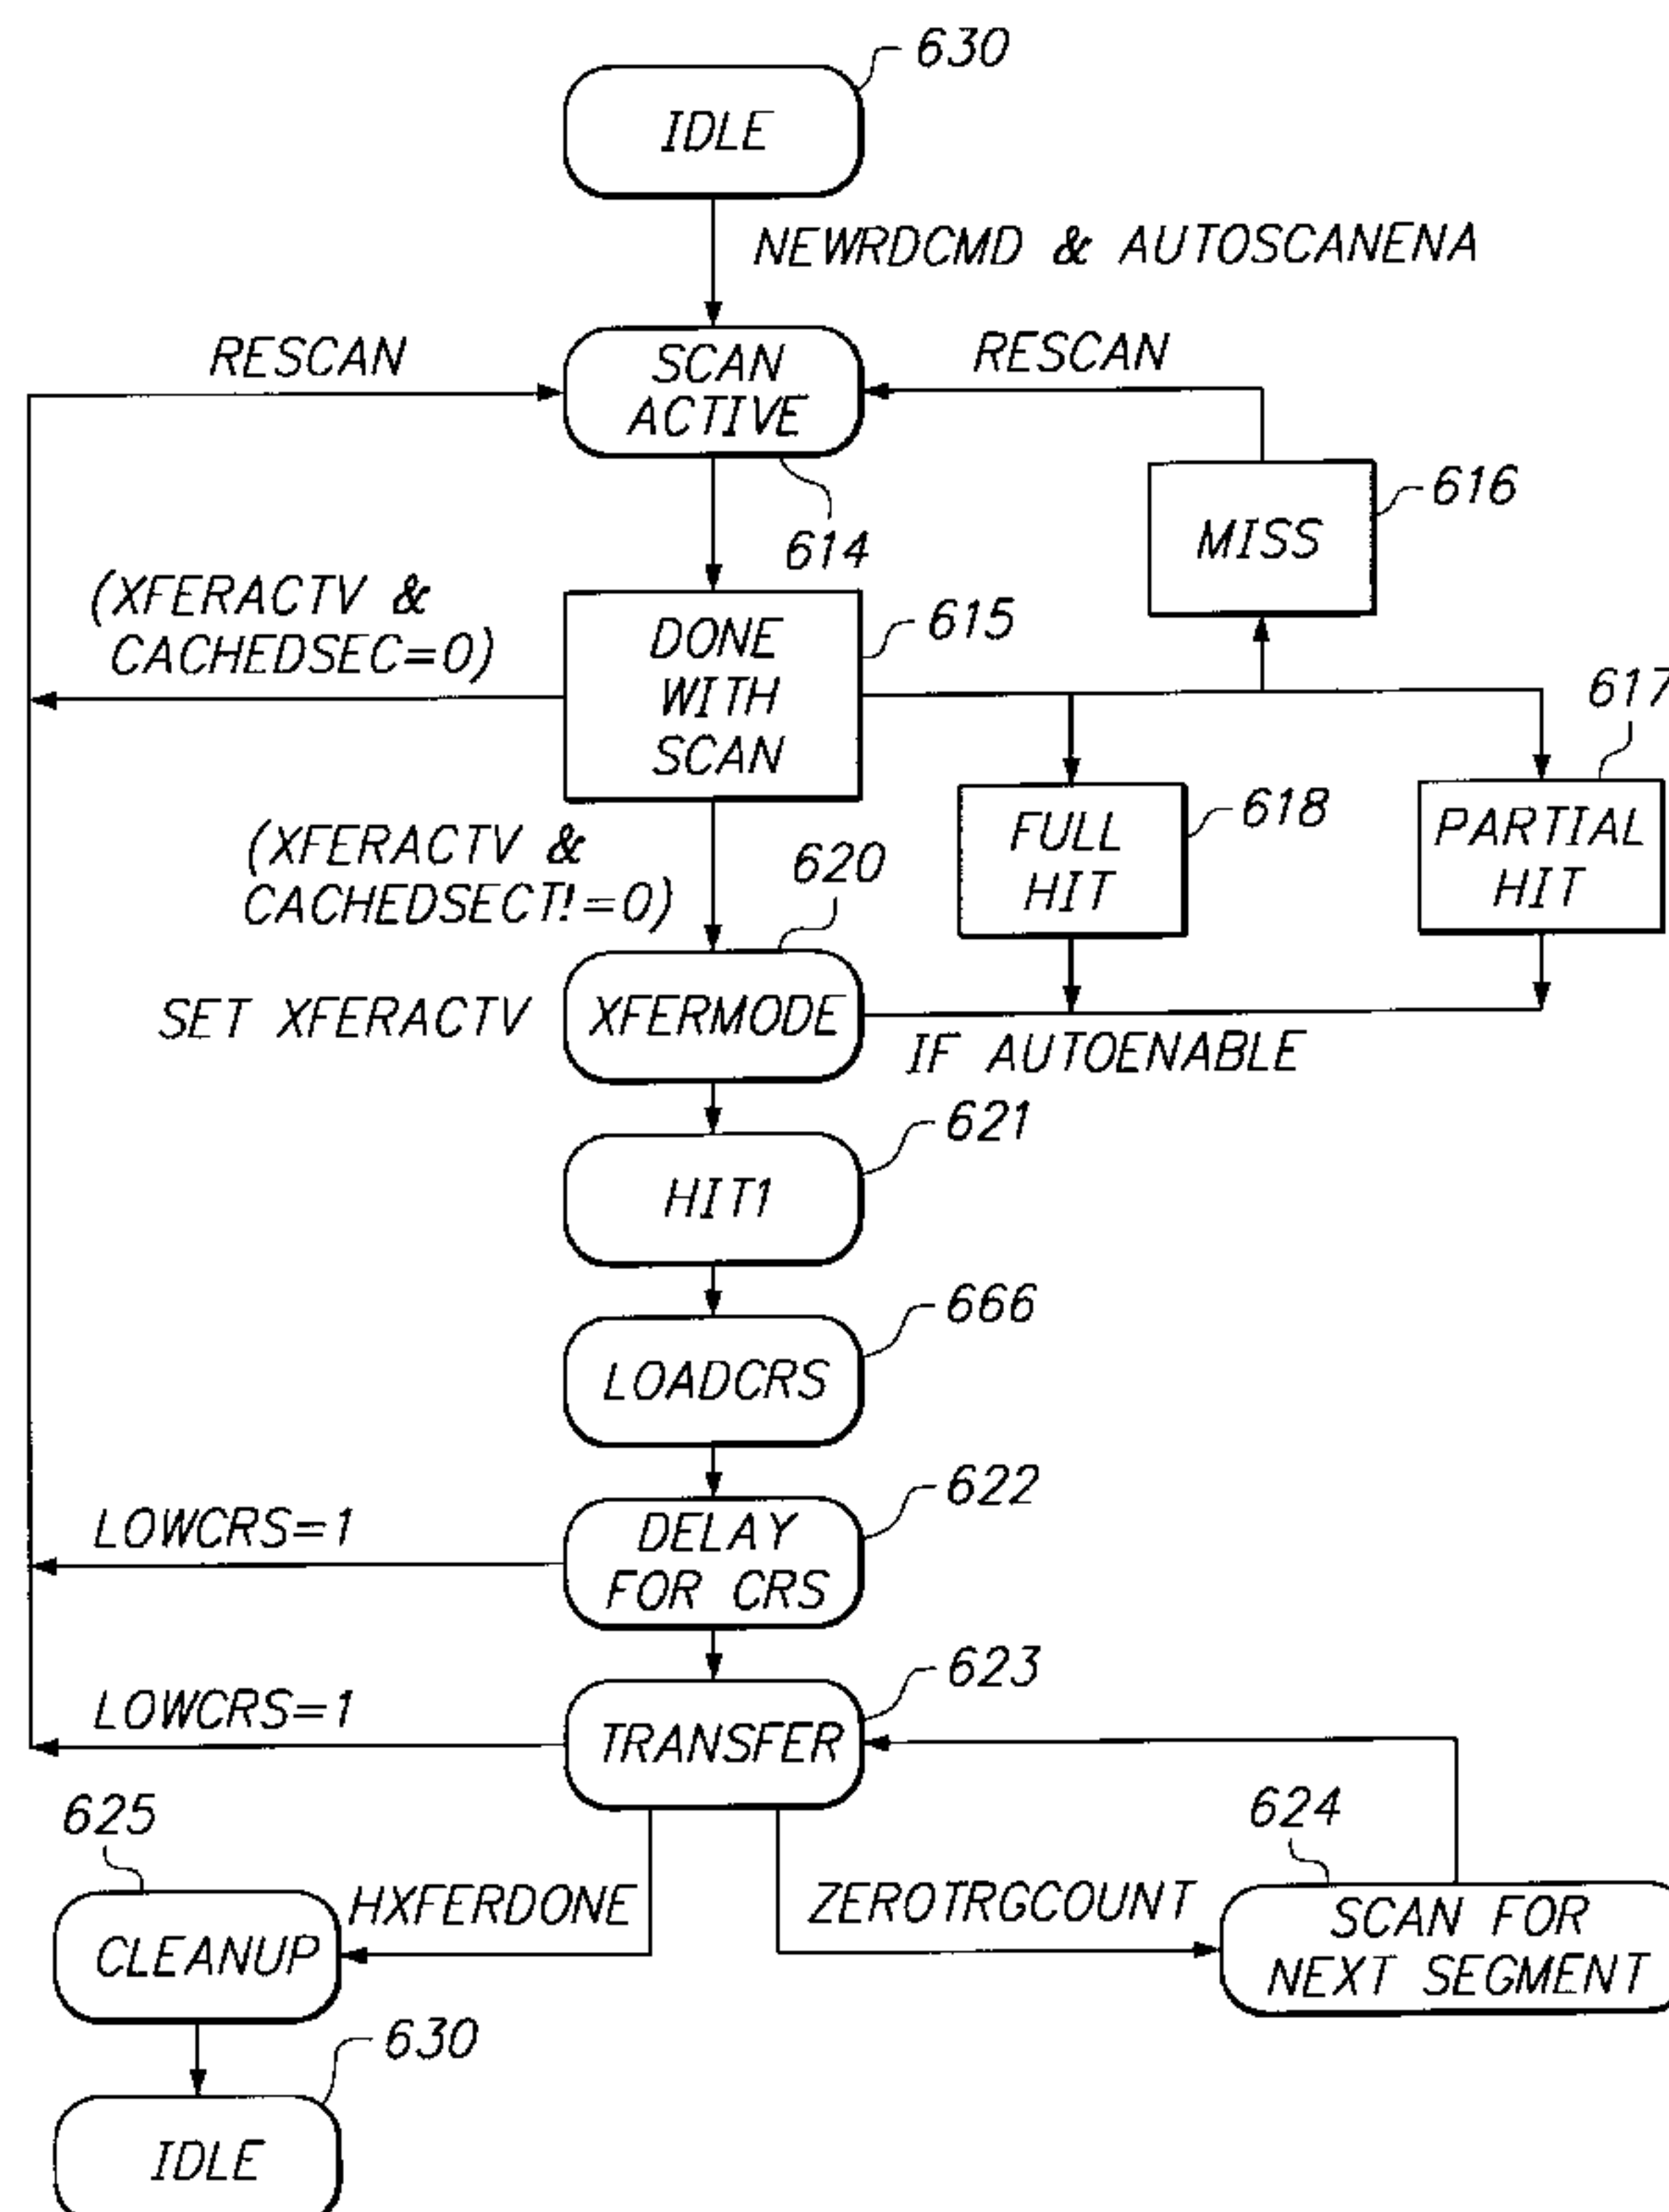 630
IDLE
NEWRDCMD & AUTOSCANENA
RESCAN
SCAN
ACTIVE
RESCAN
614
MISS
616
(XFERACTV &
CACHEDSEC=0)
DONE
WITH
SCAN
615
617
(XFERACTV &
CACHEDSECT!=0)
620
FULL
HIT
618
PARTIAL
HIT
SET XFERACTV
XFERMODE
IF AUTOENABLE
621
HIT1
666
LOADCRS
622
LOWCRS=1
DELAY
FOR CRS
623
LOWCRS=1
TRANSFER
625
624
HXFERDONE
ZEROTRGCOUNT
CLEANUP
SCAN FOR
NEXT SEGMENT
630
IDLE